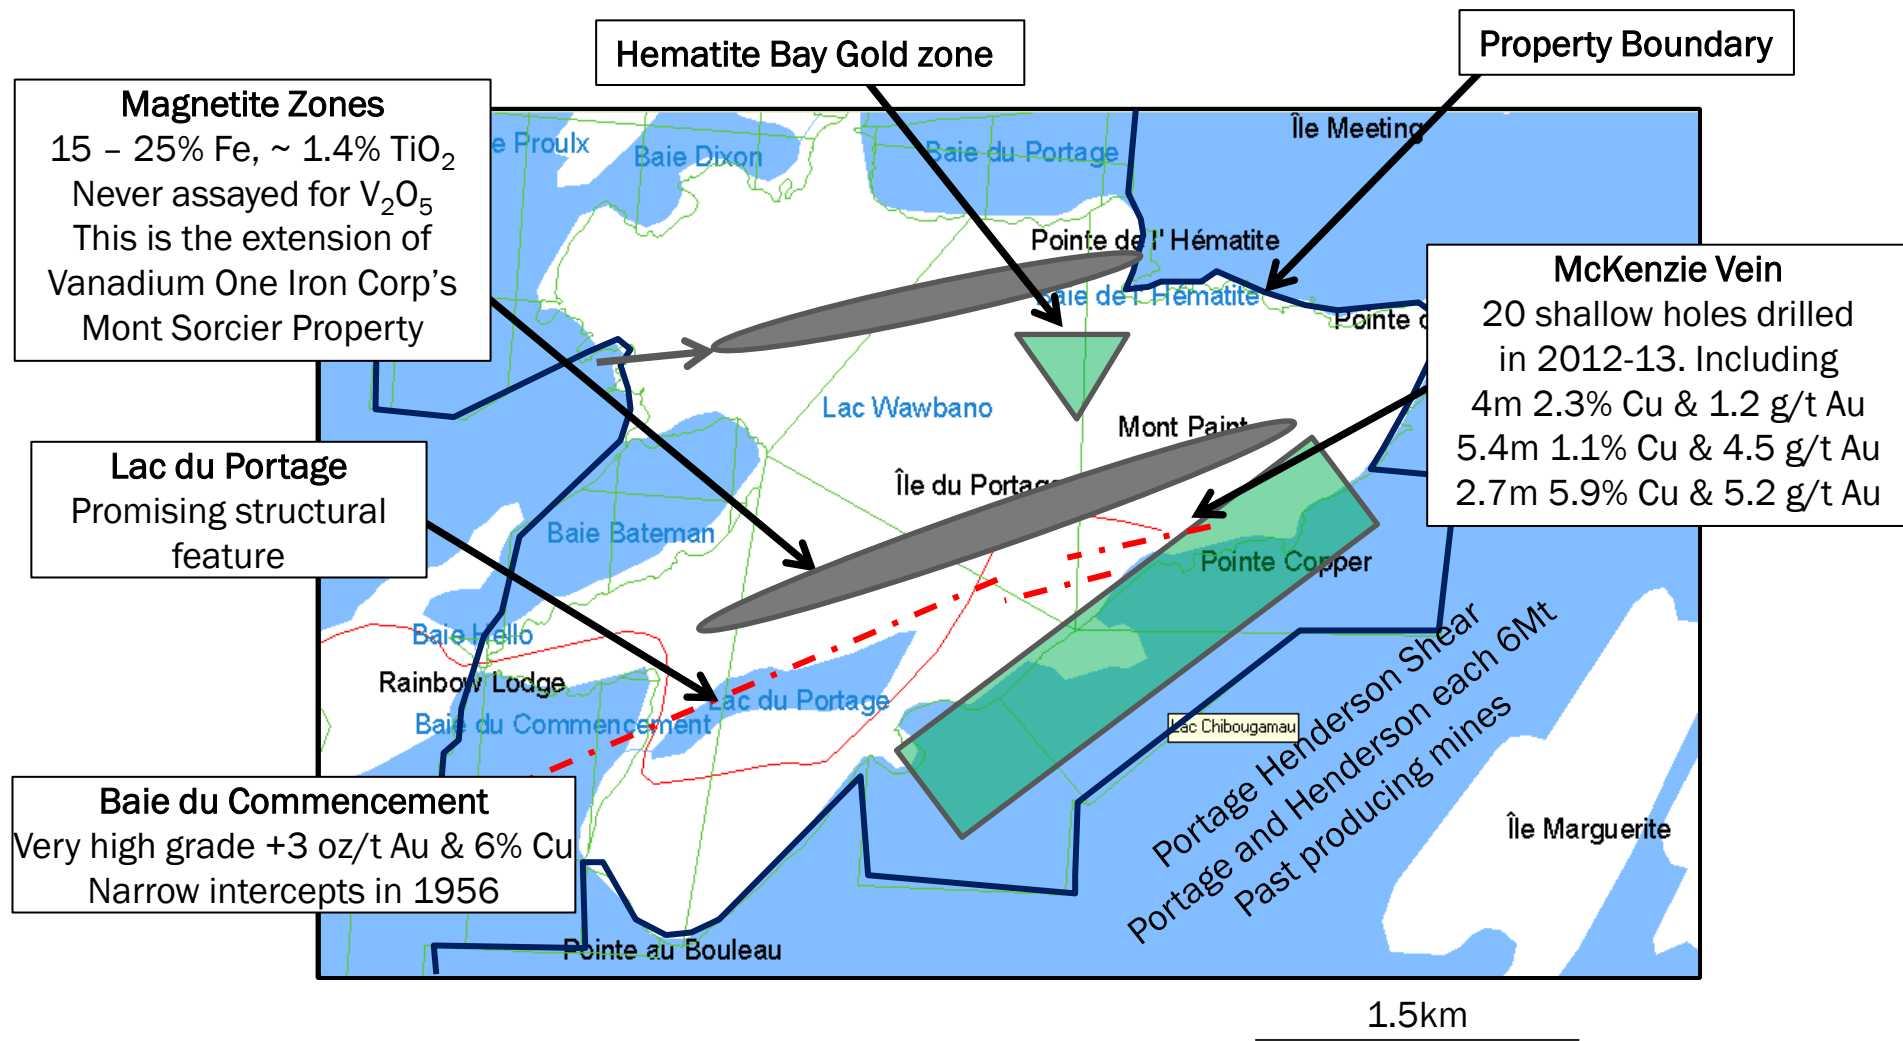 Hematite Bay Gold zone
Property Boundary
Magnetite Zones
15 – 25% Fe, ~ 1.4% TiO₂
Never assayed for V₂O₅
This is the extension of
Vanadium One Iron Corp's
Mont Sorcier Property
e Proulx
Baie Dixon
Baie du Portage
Île Meeting
Pointe de l' Hématite
Baie de l' Hématite
Pointe
McKenzie Vein
20 shallow holes drilled
in 2012-13. Including
4m 2.3% Cu & 1.2 g/t Au
5.4m 1.1% Cu & 4.5 g/t Au
2.7m 5.9% Cu & 5.2 g/t Au
Lac Wawbano
Mont Paint
Île du Portage
Lac du Portage
Promising structural
feature
Baie Bateman
Pointe Copper
Baie Hello
Rainbow Lodge
Baie du Commencement
Lac du Portage
Lac Chibougamau
Portage Henderson Shear
Portage and Henderson each 6Mt
Past producing mines
Baie du Commencement
Very high grade +3 oz/t Au & 6% Cu
Narrow intercepts in 1956
Île Marguerite
Pointe au Bouleau
1.5km